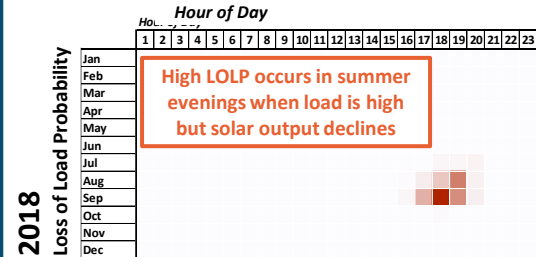 Hour of Day
1 2 3 4 5 6 7 8 9 10 11 12 13 14 15 16 17 18 19 20 21 22 23
2018
Loss of Load Probability
Jan
Feb
Mar
Apr
May
Jun
Jul
Aug
Sep
Oct
Nov
Dec
High LOLP occurs in summer
evenings when load is high
but solar output declines